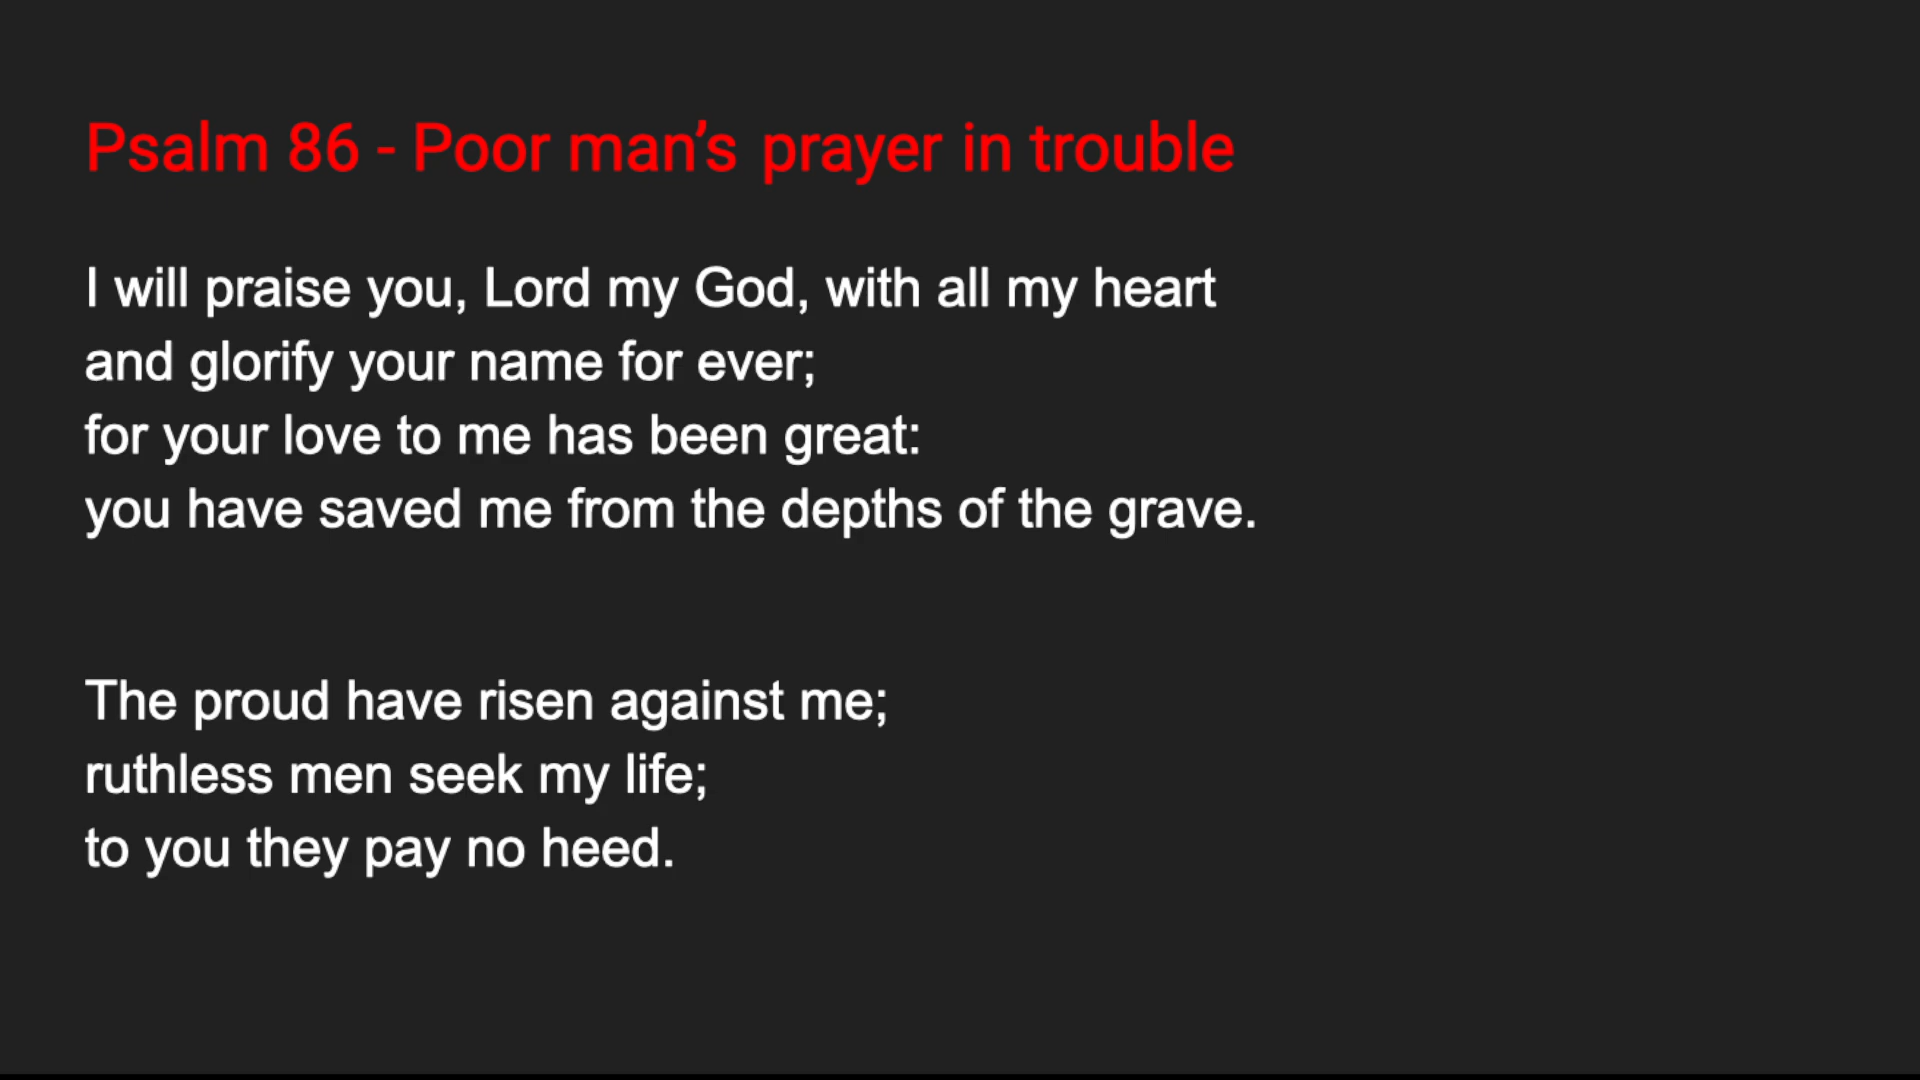 Psalm 86 - Poor man’s prayer in trouble
I will praise you, Lord my God, with all my heart
and glorify your name for ever;
for your love to me has been great:
you have saved me from the depths of the grave.
The proud have risen against me;
ruthless men seek my life;
to you they pay no heed.